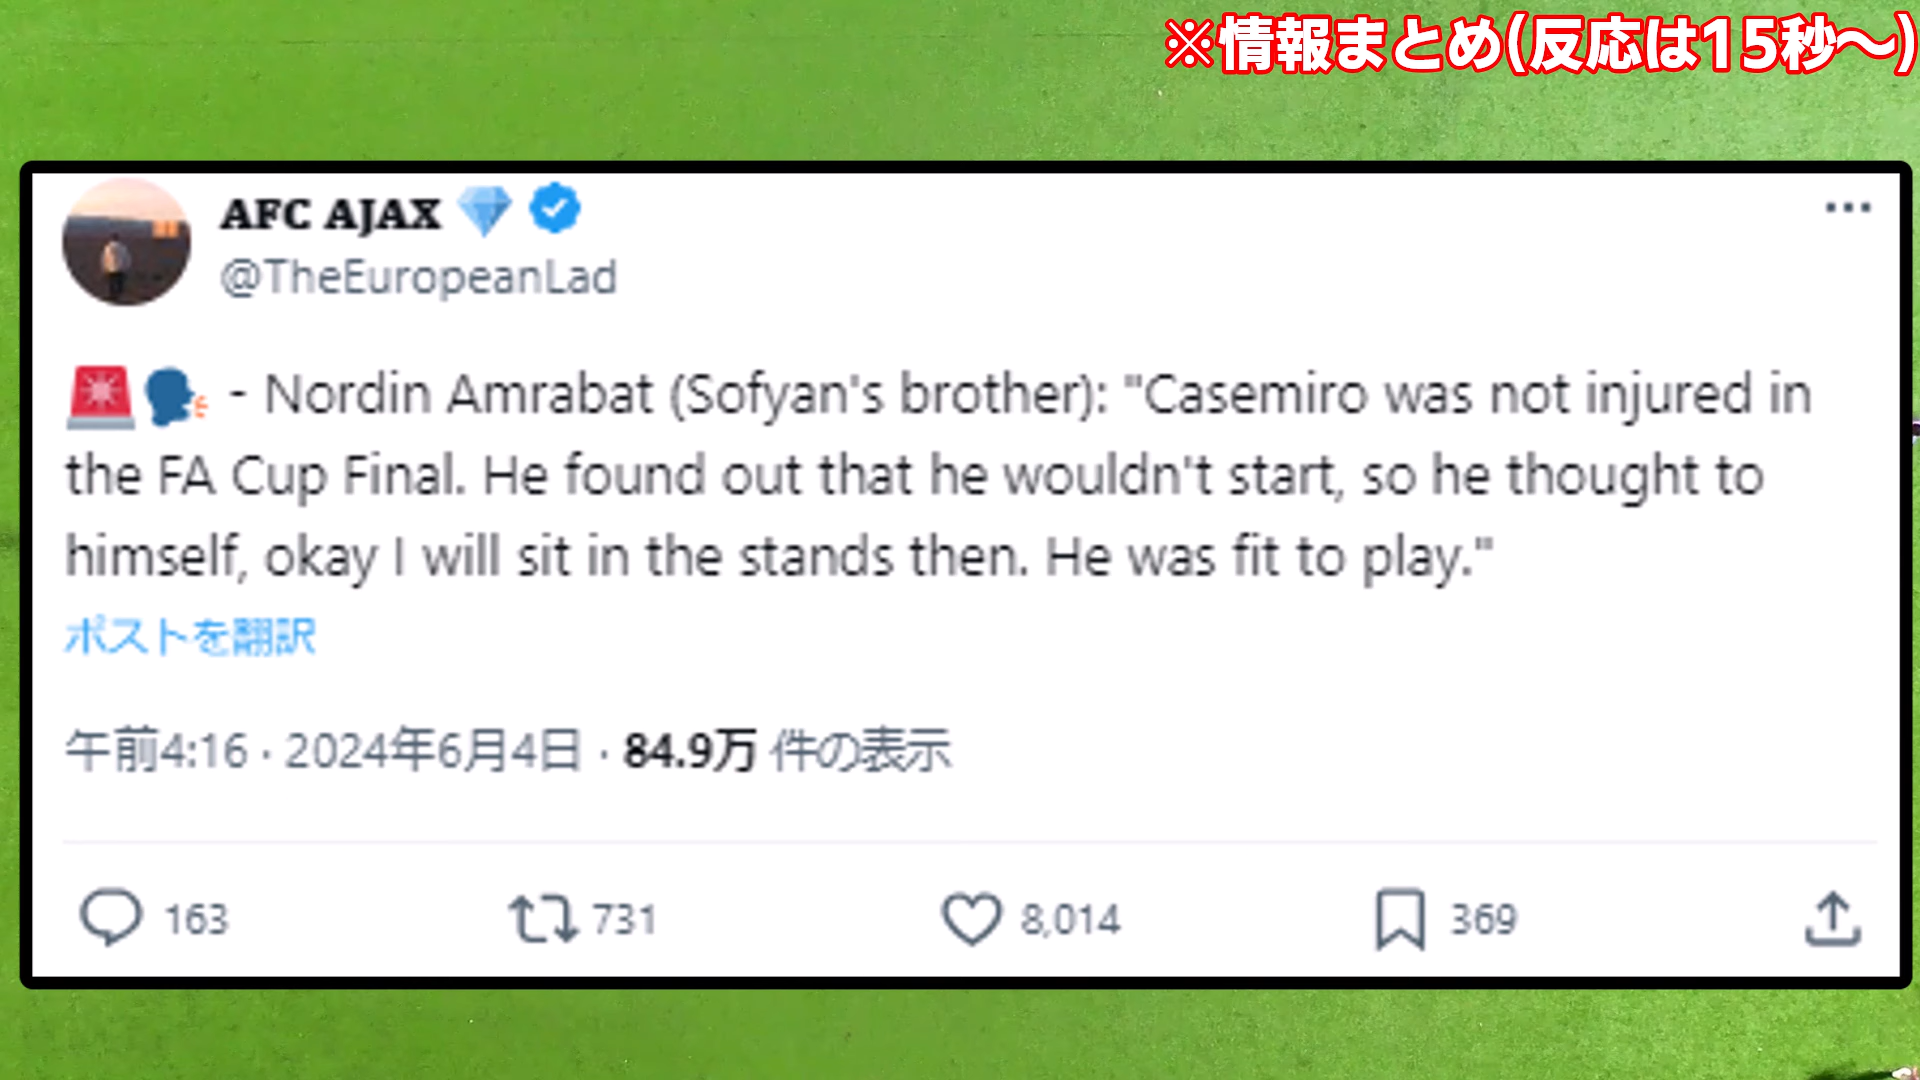 ※情報まとめ(反応は15秒〜)
AFC AJAX
@TheEuropeanLad
- Nordin Amrabat (Sofyan's brother): "Casemiro was not injured in
the FA Cup Final. He found out that he wouldn't start, so he thought to
himself, okay I will sit in the stands then. He was fit to play."
ポストを翻訳
午前4:16 · 2024年6月4日 · 84.9万 件の表示
163 731 8,014 369